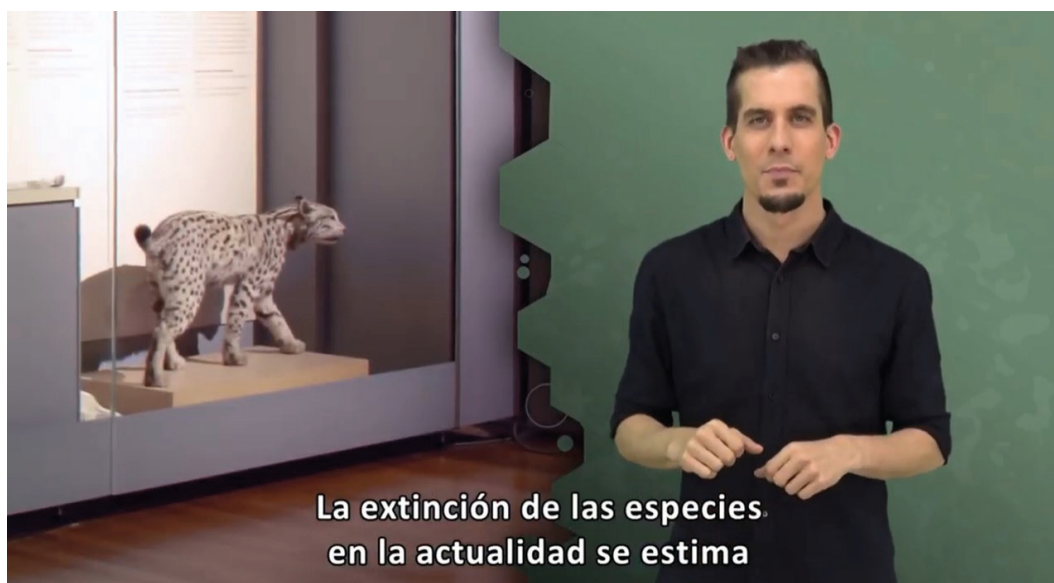 La extinción de las especies
en la actualidad se estima